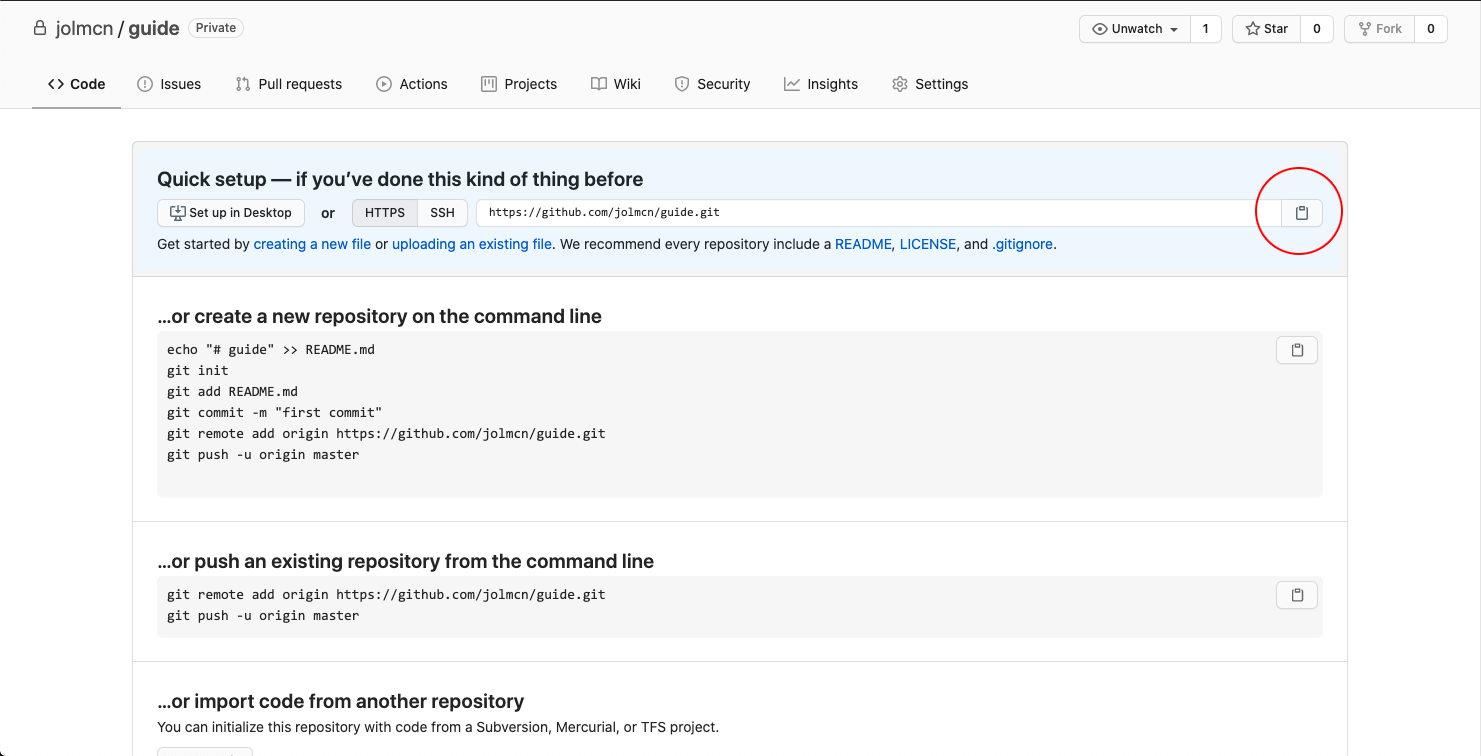 jolmcn / guide Private
Unwatch 1 Star 0 Fork 0
Code Issues Pull requests Actions Projects Wiki Security Insights Settings
Quick setup — if you’ve done this kind of thing before
Set up in Desktop or HTTPS SSH https://github.com/jolmcn/guide.git
Get started by creating a new file or uploading an existing file. We recommend every repository include a README, LICENSE, and .gitignore.
…or create a new repository on the command line
echo "# guide" >> README.md
git init
git add README.md
git commit -m "first commit"
git remote add origin https://github.com/jolmcn/guide.git
git push -u origin master
…or push an existing repository from the command line
git remote add origin https://github.com/jolmcn/guide.git
git push -u origin master
…or import code from another repository
You can initialize this repository with code from a Subversion, Mercurial, or TFS project.